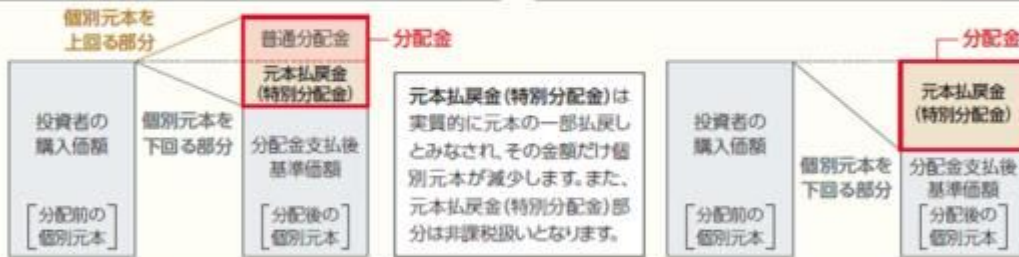 個別元本を
上回る部分
投資者の
購入価額
分配前の
個別元本
個別元本を
下回る部分
普通分配金
元本払戻金
(特別分配金)
分配金支払後
基準価額
分配後の
個別元本
分配金
元本払戻金(特別分配金)は
実質的に元本の一部払戻し
とみなされ、その金額だけ個
別元本が減少します。また、
元本払戻金(特別分配金)部
分は非課税扱いとなります。
投資者の
購入価額
分配前の
個別元本
個別元本を
下回る部分
分配金
元本払戻金
(特別分配金)
分配金支払後
基準価額
分配後の
個別元本